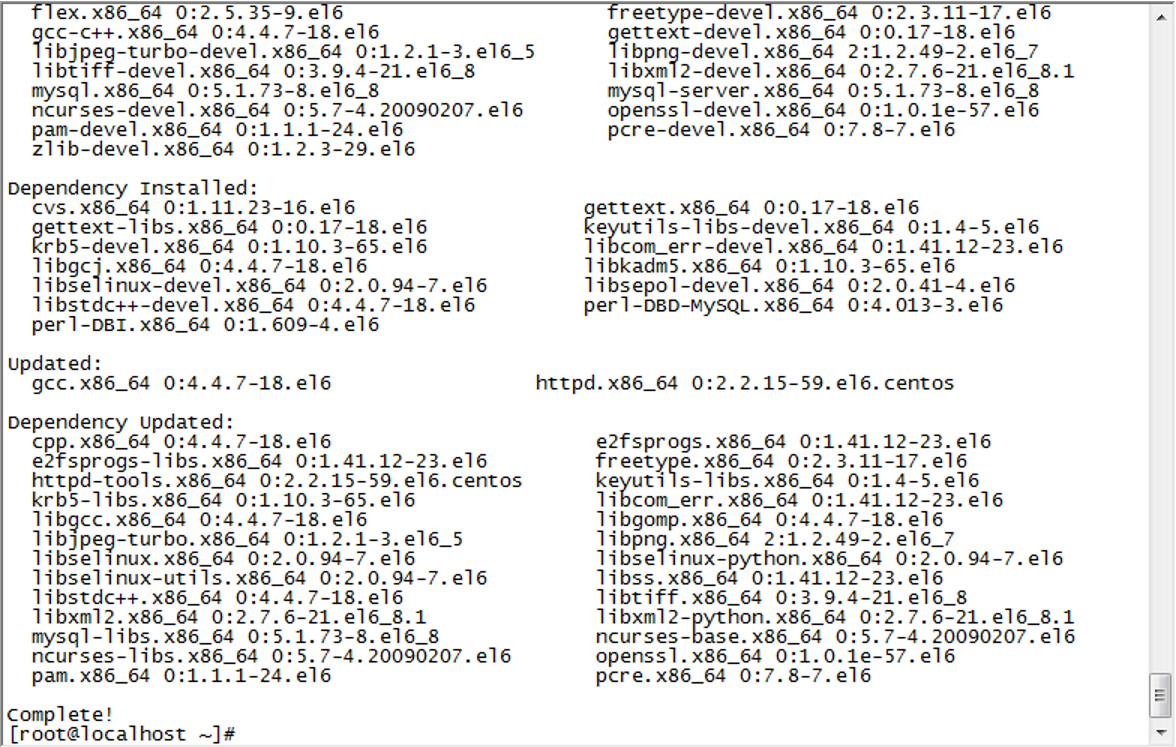 flex.x86_64 0:2.5.35-9.el6 freetype-devel.x86_64 0:2.3.11-17.el6
gcc-c++.x86_64 0:4.4.7-18.el6 gettext-devel.x86_64 0:0.17-18.el6
libjpeg-turbo-devel.x86_64 0:1.2.1-3.el6_5 libpng-devel.x86_64 2:1.2.49-2.el6_7
libtiff-devel.x86_64 0:3.9.4-21.el6_8 libxml2-devel.x86_64 0:2.7.6-21.el6_8.1
mysql.x86_64 0:5.1.73-8.el6_8 mysql-server.x86_64 0:5.1.73-8.el6_8
ncurses-devel.x86_64 0:5.7-4.20090207.el6 openssl-devel.x86_64 0:1.0.1e-57.el6
pam-devel.x86_64 0:1.1.1-24.el6 pcre-devel.x86_64 0:7.8-7.el6
zlib-devel.x86_64 0:1.2.3-29.el6
Dependency Installed:
cvs.x86_64 0:1.11.23-16.el6 gettext.x86_64 0:0.17-18.el6
gettext-libs.x86_64 0:0.17-18.el6 keyutils-libs-devel.x86_64 0:1.4-5.el6
krb5-devel.x86_64 0:1.10.3-65.el6 libcom_err-devel.x86_64 0:1.41.12-23.el6
libgcj.x86_64 0:4.4.7-18.el6 libkadm5.x86_64 0:1.10.3-65.el6
libselinux-devel.x86_64 0:2.0.94-7.el6 libsepol-devel.x86_64 0:2.0.41-4.el6
libstdc++-devel.x86_64 0:4.4.7-18.el6 perl-DBD-MySQL.x86_64 0:4.013-3.el6
perl-DBI.x86_64 0:1.609-4.el6
Updated:
gcc.x86_64 0:4.4.7-18.el6 httpd.x86_64 0:2.2.15-59.el6.centos
Dependency Updated:
cpp.x86_64 0:4.4.7-18.el6 e2fsprogs.x86_64 0:1.41.12-23.el6
e2fsprogs-libs.x86_64 0:1.41.12-23.el6 freetype.x86_64 0:2.3.11-17.el6
httpd-tools.x86_64 0:2.2.15-59.el6.centos keyutils-libs.x86_64 0:1.4-5.el6
krb5-libs.x86_64 0:1.10.3-65.el6 libcom_err.x86_64 0:1.41.12-23.el6
libgcc.x86_64 0:4.4.7-18.el6 libgomp.x86_64 0:4.4.7-18.el6
libjpeg-turbo.x86_64 0:1.2.1-3.el6_5 libpng.x86_64 2:1.2.49-2.el6_7
libselinux.x86_64 0:2.0.94-7.el6 libselinux-python.x86_64 0:2.0.94-7.el6
libselinux-utils.x86_64 0:2.0.94-7.el6 libss.x86_64 0:1.41.12-23.el6
libstdc++.x86_64 0:4.4.7-18.el6 libtiff.x86_64 0:3.9.4-21.el6_8
libxml2.x86_64 0:2.7.6-21.el6_8.1 libxml2-python.x86_64 0:2.7.6-21.el6_8.1
mysql-libs.x86_64 0:5.1.73-8.el6_8 ncurses-base.x86_64 0:5.7-4.20090207.el6
ncurses-libs.x86_64 0:5.7-4.20090207.el6 openssl.x86_64 0:1.0.1e-57.el6
pam.x86_64 0:1.1.1-24.el6 pcre.x86_64 0:7.8-7.el6
Complete!
[root@localhost ~]#